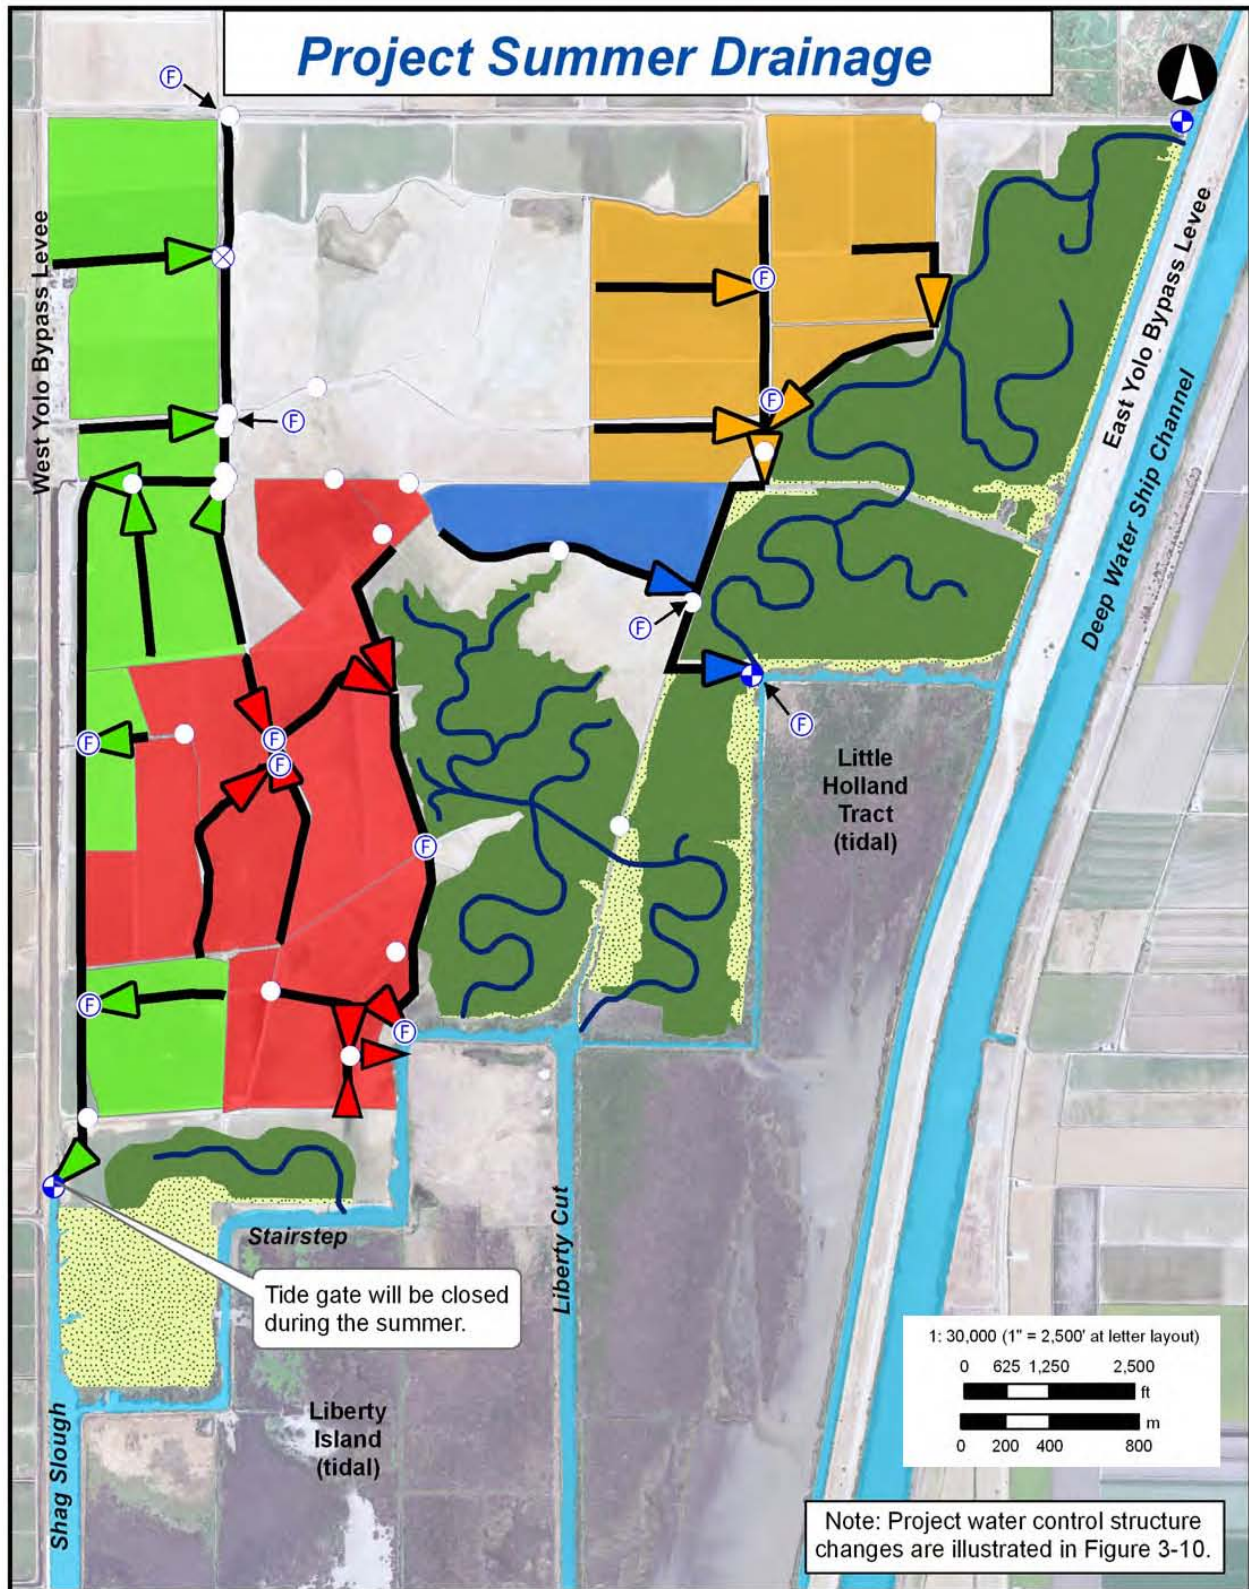 Project Summer Drainage
F
West Yolo Bypass Levee
East Yolo Bypass Levee
Deep Water Ship Channel
F
F
F
F
F
F
F
F
Little
Holland
Tract
(tidal)
F
F
F
F
Stairstep
Tide gate will be closed
during the summer.
Liberty Cut
Liberty
Island
(tidal)
Shag Slough
1: 30,000 (1" = 2,500' at letter layout)
0 625 1,250 2,500
ft
m
0 200 400 800
Note: Project water control structure
changes are illustrated in Figure 3-10.